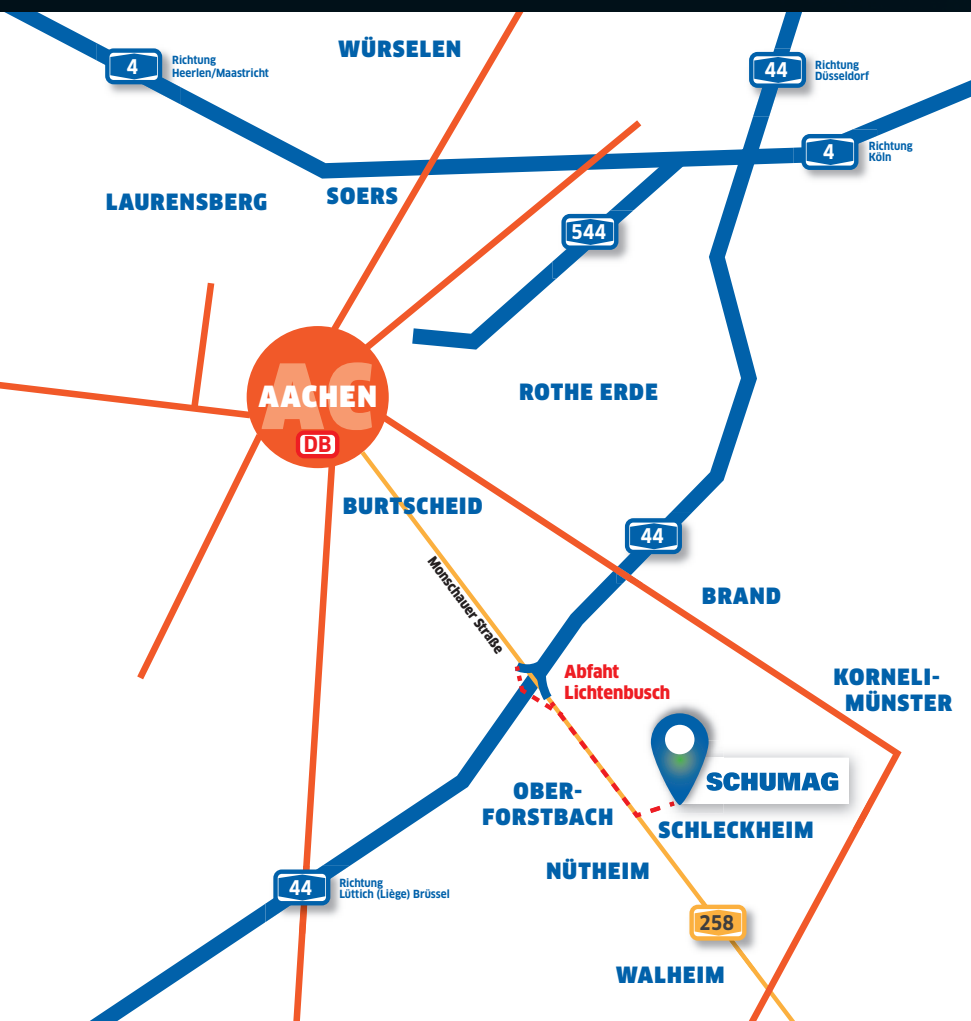 WÜRSELEN
4
Richtung
Heerlen/Maastricht
44
Richtung
Düsseldorf
4
Richtung
Köln
LAURENSBERG
SOERS
544
AC
AACHEN
DB
ROTHE ERDE
BURTSCHEID
44
Monschauer Straße
BRAND
Abfaht
Lichtenbusch
KORNELI-
MÜNSTER
SCHUMAG
OBER-
FORSTBACH
SCHLECKHEIM
NÜTHEIM
44
Richtung
Lüttich (Liège) Brüssel
258
WALHEIM